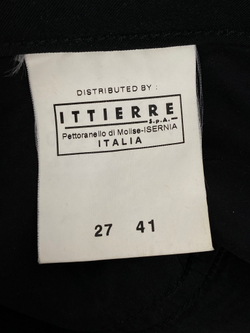 DISTRIBUTED BY :
ITTIERRE
S.p.A.
Pettoranello di Molise-ISERNIA
ITALIA
27 41